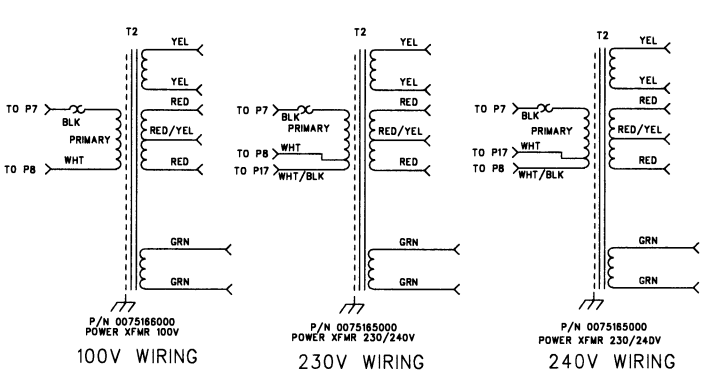 T2
YEL
YEL
TO P7
BLK
RED
PRIMARY
RED/YEL
WHT
TO P8
RED
GRN
GRN
P/N 0075166000
POWER XFMR 100V
100V WIRING
T2
YEL
YEL
TO P7
BLK
RED
PRIMARY
RED/YEL
TO P8
WHT
TO P17
WHT/BLK
RED
GRN
GRN
P/N 0075165000
POWER XFMR 230/240V
230V WIRING
T2
YEL
YEL
TO P7
BLK
RED
PRIMARY
RED/YEL
TO P17
WHT
TO P8
WHT/BLK
RED
GRN
GRN
P/N 0075165000
POWER XFMR 230/240V
240V WIRING